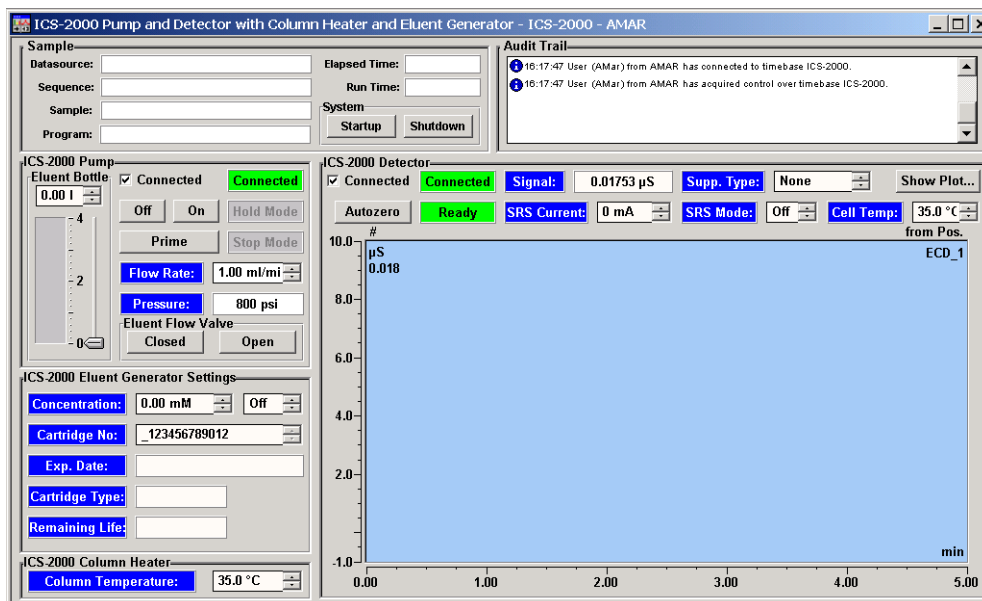 ICS-2000 Pump and Detector with Column Heater and Eluent Generator - ICS-2000 - AMAR
Sample
Datasource:
Sequence:
Sample:
Program:
Elapsed Time:
Run Time:
System
Startup Shutdown
Audit Trail
16:17:47 User (AMar) from AMAR has connected to timebase ICS-2000.
16:17:47 User (AMar) from AMAR has acquired control over timebase ICS-2000.
ICS-2000 Pump
Eluent Bottle
0.00 l
4
2
0
Connected Connected
Off On Hold Mode
Prime Stop Mode
Flow Rate: 1.00 ml/mi
Pressure: 800 psi
Eluent Flow Valve
Closed Open
ICS-2000 Eluent Generator Settings
Concentration: 0.00 mM Off
Cartridge No: _123456789012
Exp. Date:
Cartridge Type:
Remaining Life:
ICS-2000 Column Heater
Column Temperature: 35.0 °C
ICS-2000 Detector
Connected Connected Signal: 0.01753 µS Supp. Type: None Show Plot...
Autozero Ready SRS Current: 0 mA SRS Mode: Off Cell Temp: 35.0 °C
# from Pos.
µS ECD_1
0.018
10.0
8.0
6.0
4.0
2.0
-1.0
min
0.00 1.00 2.00 3.00 4.00 5.00